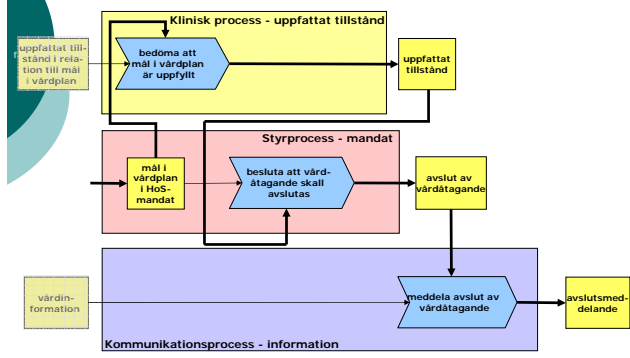 Klinisk process - uppfattat tillstånd
uppfattat till-
stånd i rela-
tion till mål
i vårdplan
bedöma att
mål i vårdplan
är uppfyllt
uppfattat
tillstånd
Styrprocess - mandat
mål i
vårdplan
i HoS-
mandat
besluta att vård-
åtagande skall
avslutas
avslut av
vårdåtagande
vårdin-
formation
meddela avslut av
vårdåtagande
avslutsmed-
delande
Kommunikationsprocess - information